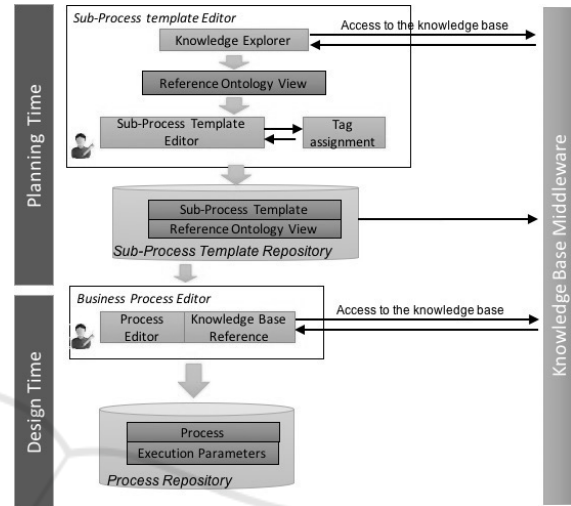 Sub-Process template Editor
Access to the knowledge base
Knowledge Explorer
Reference Ontology View
Sub-Process Template
Editor
Tag
assignment
Planning Time
Sub-Process Template
Reference Ontology View
Sub-Process Template Repository
Knowledge Base Middleware
Business Process Editor
Access to the knowledge base
Process
Editor
Knowledge Base
Reference
Design Time
Process
Execution Parameters
Process Repository